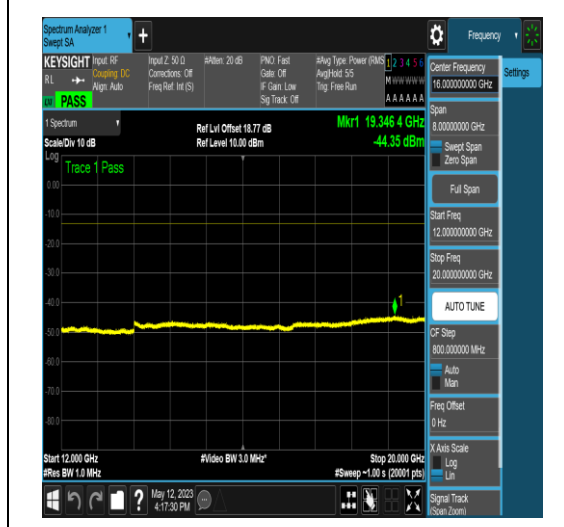 Spectrum Analyzer 1
Swept SA
+
Frequency
KEYSIGHT
RL
Input: RF
Coupling: DC
Align: Auto
Input Z: 50 Ω
Corrections: Off
Freq Ref: Int (S)
#Atten: 20 dB
PNO: Fast
Gate: Off
IF Gain: Low
Sig Track: Off
#Avg Type: Power (RMS
Avg|Hold: 5/5
Trig: Free Run
1 2 3 4 5 6
M w w w w w
A A A A A A
LW PASS
1 Spectrum
Scale/Div 10 dB
Ref Lvl Offset 18.77 dB
Ref Level 10.00 dBm
Mkr1 19.346 4 GHz
-44.35 dBm
Log
Trace 1 Pass
0.00
-10.0
-20.0
-30.0
-40.0
-50.0
-60.0
-70.0
-80.0
1
Start 12.000 GHz
#Res BW 1.0 MHz
#Video BW 3.0 MHz*
Stop 20.000 GHz
#Sweep ~1.00 s (20001 pts)
Center Frequency
16.000000000 GHz
Settings
Span
8.00000000 GHz
Swept Span
Zero Span
Full Span
Start Freq
12.000000000 GHz
Stop Freq
20.000000000 GHz
AUTO TUNE
CF Step
800.000000 MHz
Auto
Man
Freq Offset
0 Hz
X Axis Scale
Log
Lin
Signal Track
(Span Zoom)
?
May 12, 2023
4:17:30 PM